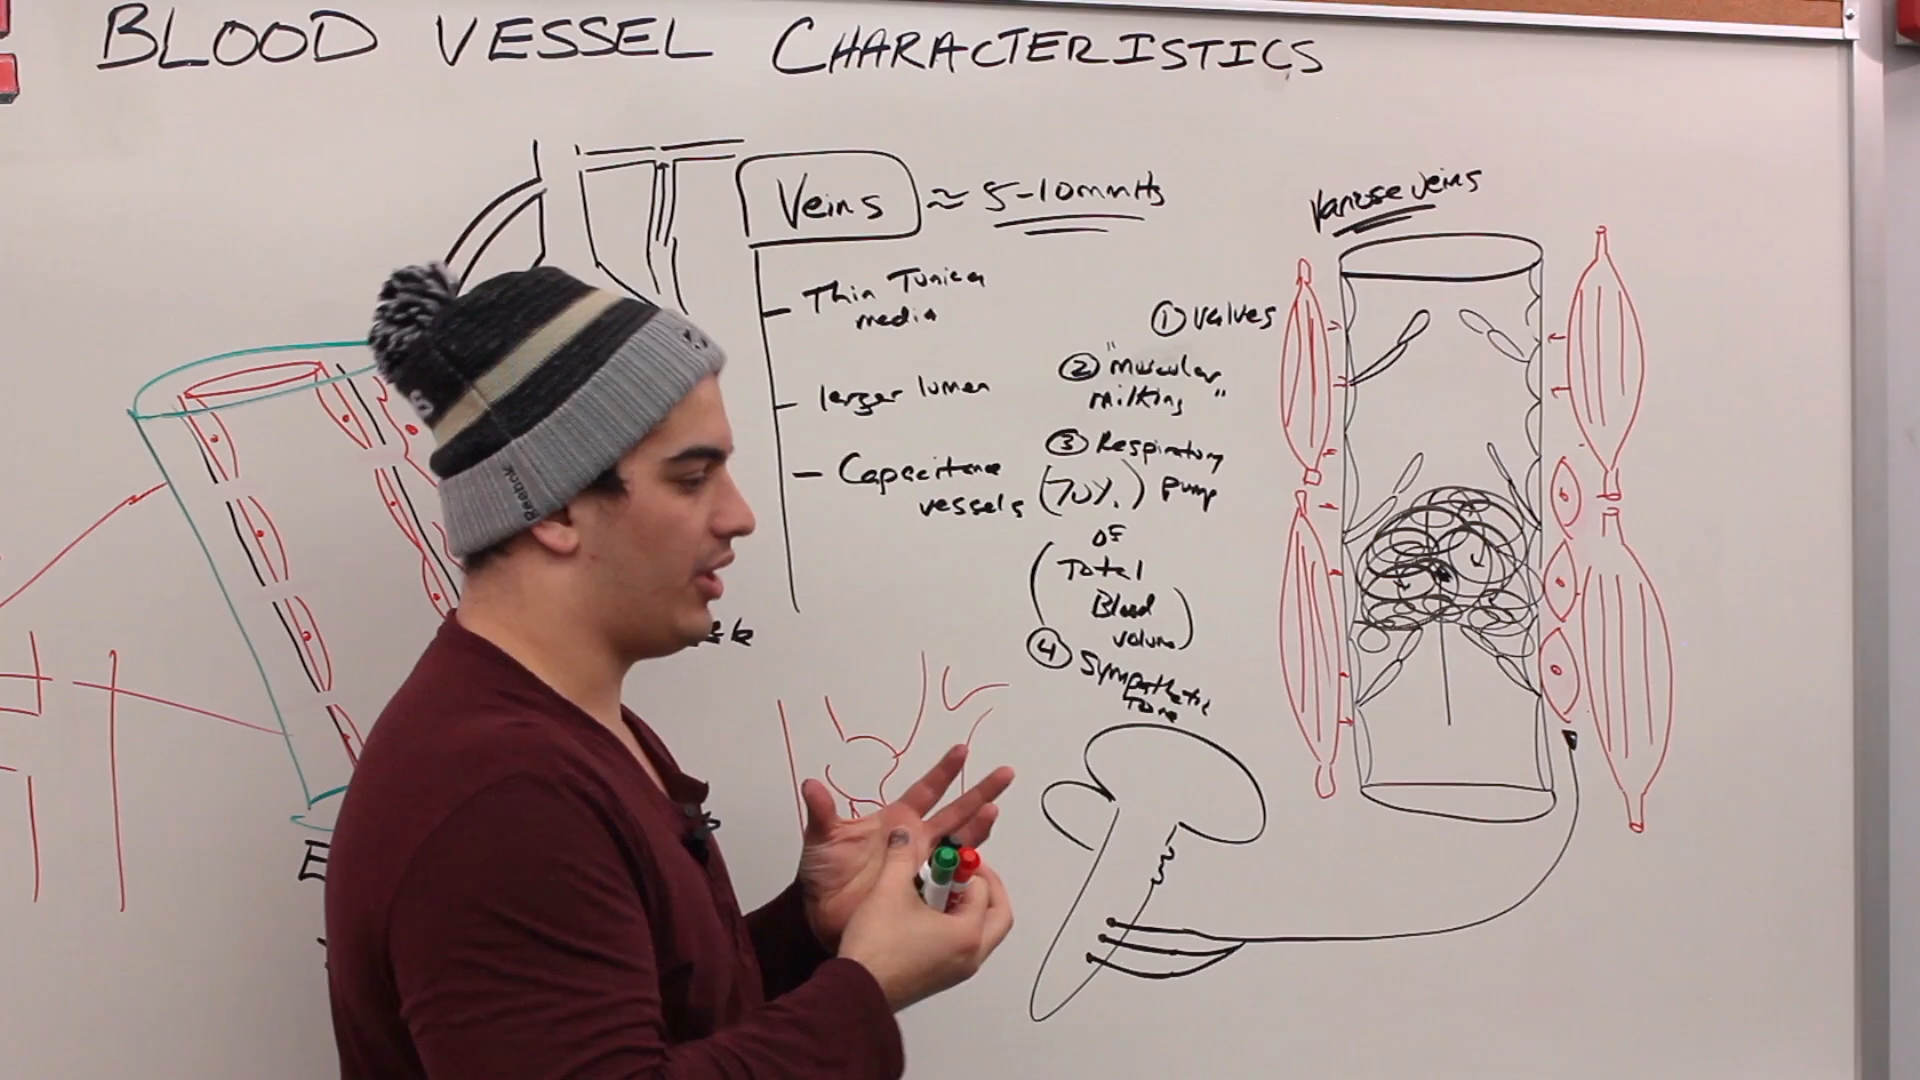 BLOOD VESSEL CHARACTERISTICS
Veins ≈ 5-10mmHg
Varicose Veins
Thin Tunica
media
larger lumen
Capacitance
vessels (70%)
of
Total
Blood
volume
① Valves
② "muscular
milking"
③ Respiratory
Pump
④ Sympathetic
Tone
Reebok